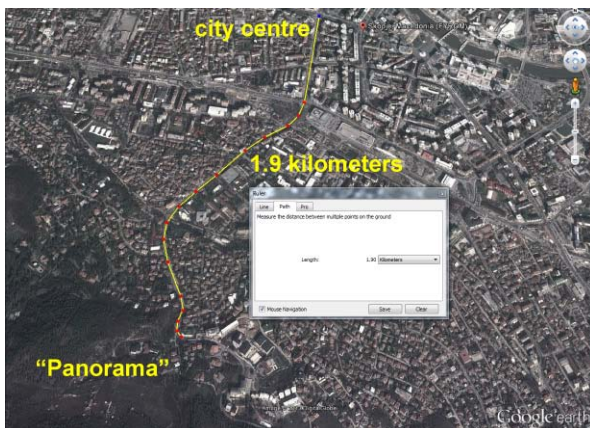 city centre
1.9 kilometers
Ruler
Line Path Pro
Measure the distance between multiple points on the ground
Length: 1.90 Kilometers
Mouse Navigation Save Clear
“Panorama”
Google earth